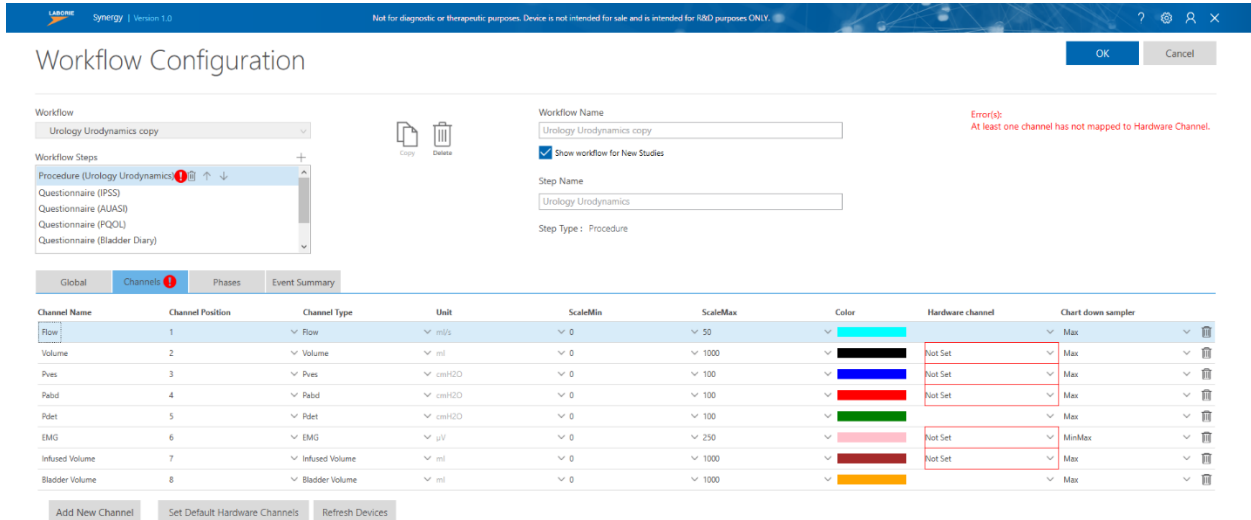 LABORIE
Synergy | Version 1.0
Not for diagnostic or therapeutic purposes. Device is not intended for sale and is intended for R&D purposes ONLY.
?
Workflow Configuration
OK
Cancel
Workflow
Urology Urodynamics copy
Copy
Delete
Workflow Name
Urology Urodynamics copy
Show workflow for New Studies
Error(s):
At least one channel has not mapped to Hardware Channel.
Workflow Steps
Procedure (Urology Urodynamics)
Questionnaire (IPSS)
Questionnaire (AUASI)
Questionnaire (PQOL)
Questionnaire (Bladder Diary)
Step Name
Urology Urodynamics
Step Type : Procedure
Global
Channels
Phases
Event Summary
Channel Name Channel Position Channel Type Unit ScaleMin ScaleMax Color Hardware channel Chart down sampler
Flow 1 Flow ml/s 0 50 Max
Volume 2 Volume ml 0 1000 Not Set Max
Pves 3 Pves cmH2O 0 100 Not Set Max
Pabd 4 Pabd cmH2O 0 100 Not Set Max
Pdet 5 Pdet cmH2O 0 100 Max
EMG 6 EMG µV 0 250 Not Set MinMax
Infused Volume 7 Infused Volume ml 0 1000 Not Set Max
Bladder Volume 8 Bladder Volume ml 0 1000 Max
Add New Channel
Set Default Hardware Channels
Refresh Devices